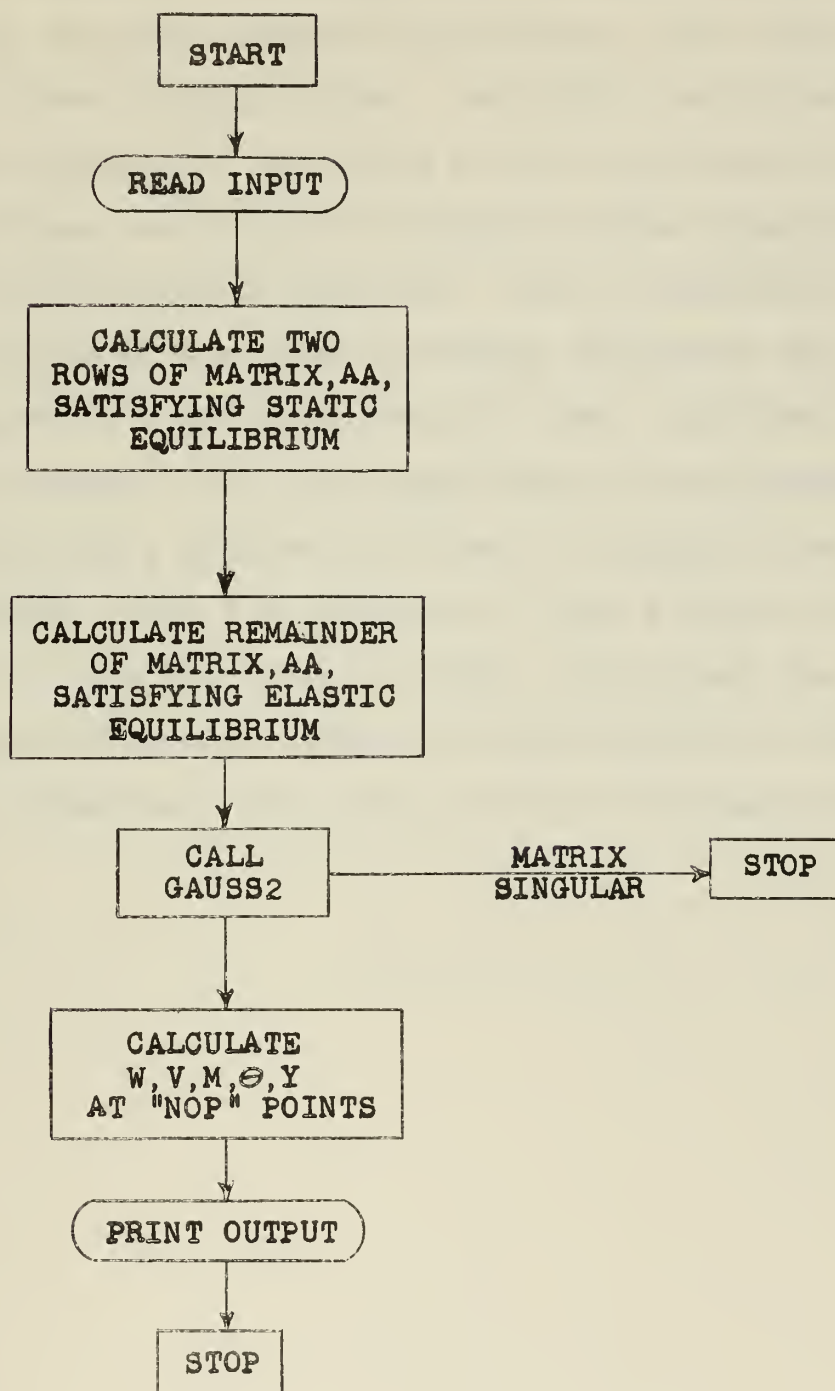 START
READ INPUT
CALCULATE TWO
ROWS OF MATRIX,AA,
SATISFYING STATIC
EQUILIBRIUM
CALCULATE REMAINDER
OF MATRIX,AA,
SATISFYING ELASTIC
EQUILIBRIUM
CALL
GAUSS2
MATRIX
SINGULAR
STOP
CALCULATE
W,V,M,Θ,Y
AT "NOP" POINTS
PRINT OUTPUT
STOP